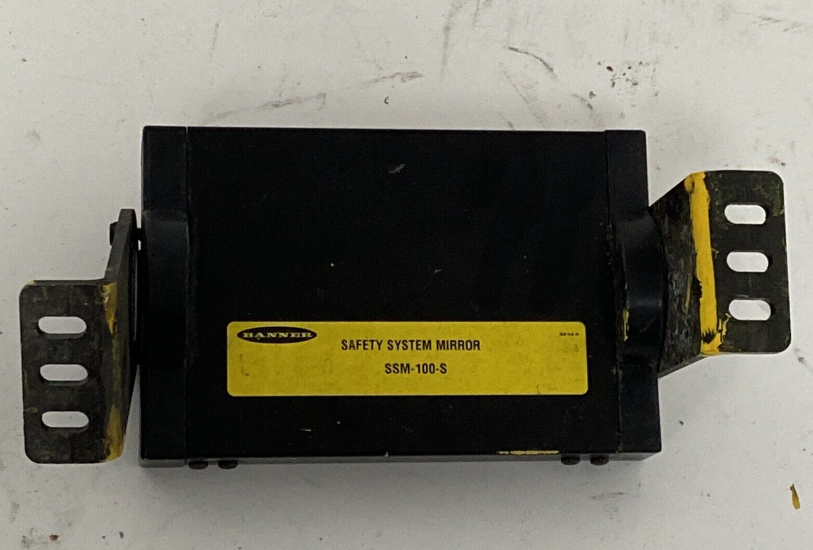 BANNER
SAFETY SYSTEM MIRROR
SSM-100-S